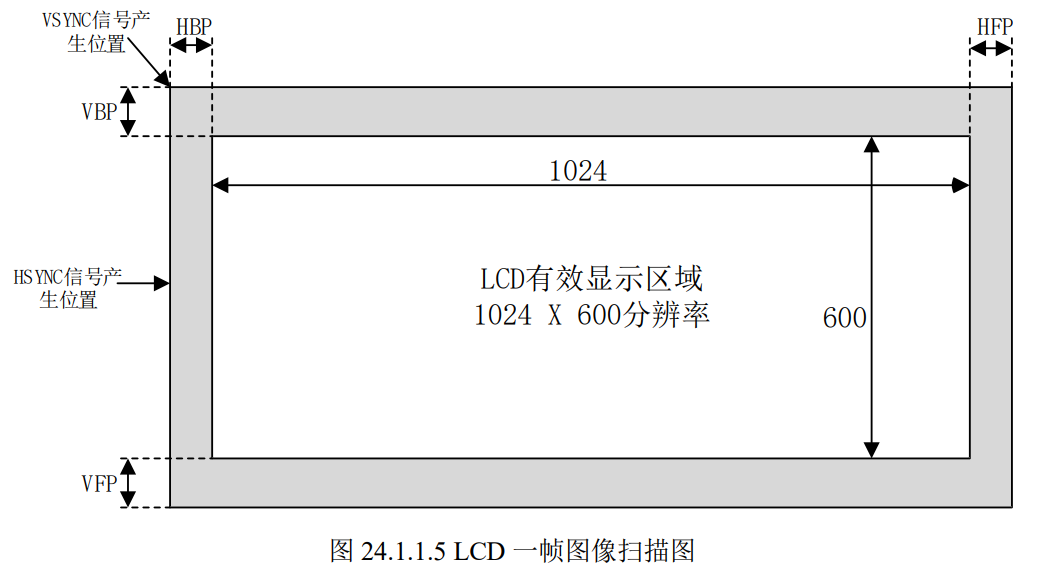 VSYNC信号产
生位置
HBP
HFP
VBP
1024
HSYNC信号产
生位置
LCD有效显示区域
1024 X 600分辨率
600
VFP
图 24.1.1.5 LCD 一帧图像扫描图